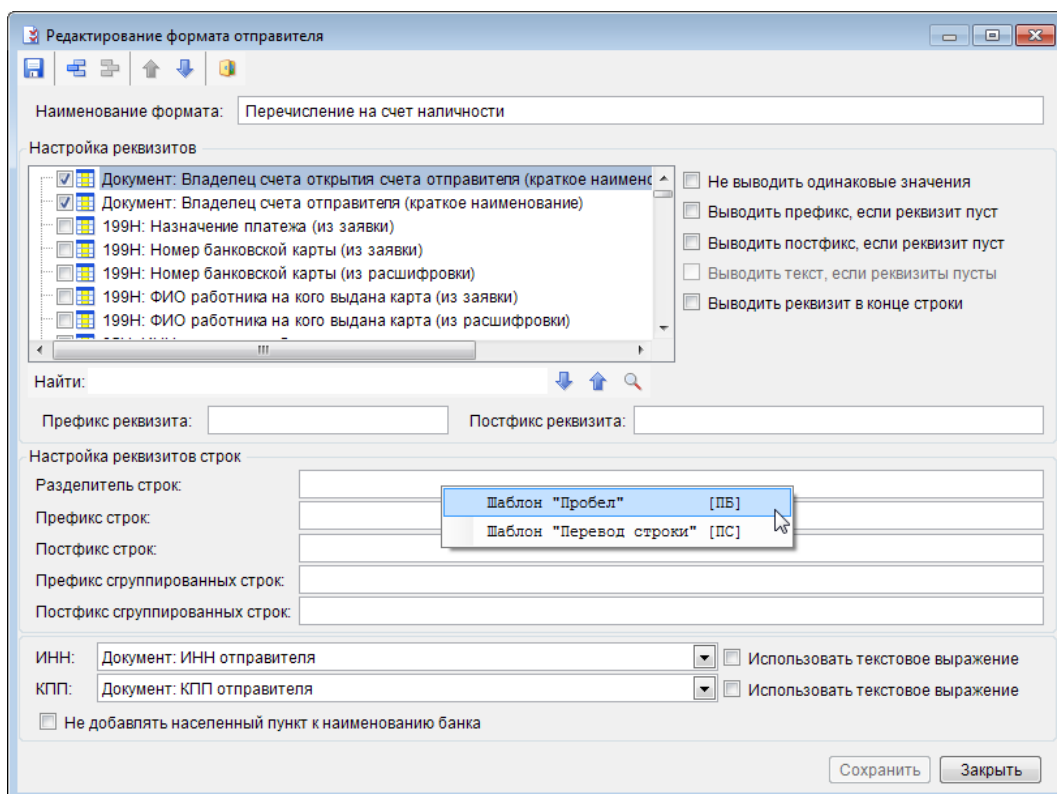 Редактирование формата отправителя
Наименование формата: Перечисление на счет наличности
Настройка реквизитов
Документ: Владелец счета открытия счета отправителя (краткое наимено
Документ: Владелец счета отправителя (краткое наименование)
199Н: Назначение платежа (из заявки)
199Н: Номер банковской карты (из заявки)
199Н: Номер банковской карты (из расшифровки)
199Н: ФИО работника на кого выдана карта (из заявки)
199Н: ФИО работника на кого выдана карта (из расшифровки)
Не выводить одинаковые значения
Выводить префикс, если реквизит пуст
Выводить постфикс, если реквизит пуст
Выводить текст, если реквизиты пусты
Выводить реквизит в конце строки
Найти:
Префикс реквизита: Постфикс реквизита:
Настройка реквизитов строк
Разделитель строк:
Шаблон "Пробел" [ПБ]
Префикс строк:
Шаблон "Перевод строки" [ПС]
Постфикс строк:
Префикс сгруппированных строк:
Постфикс сгруппированных строк:
ИНН: Документ: ИНН отправителя Использовать текстовое выражение
КПП: Документ: КПП отправителя Использовать текстовое выражение
Не добавлять населенный пункт к наименованию банка
Сохранить Закрыть